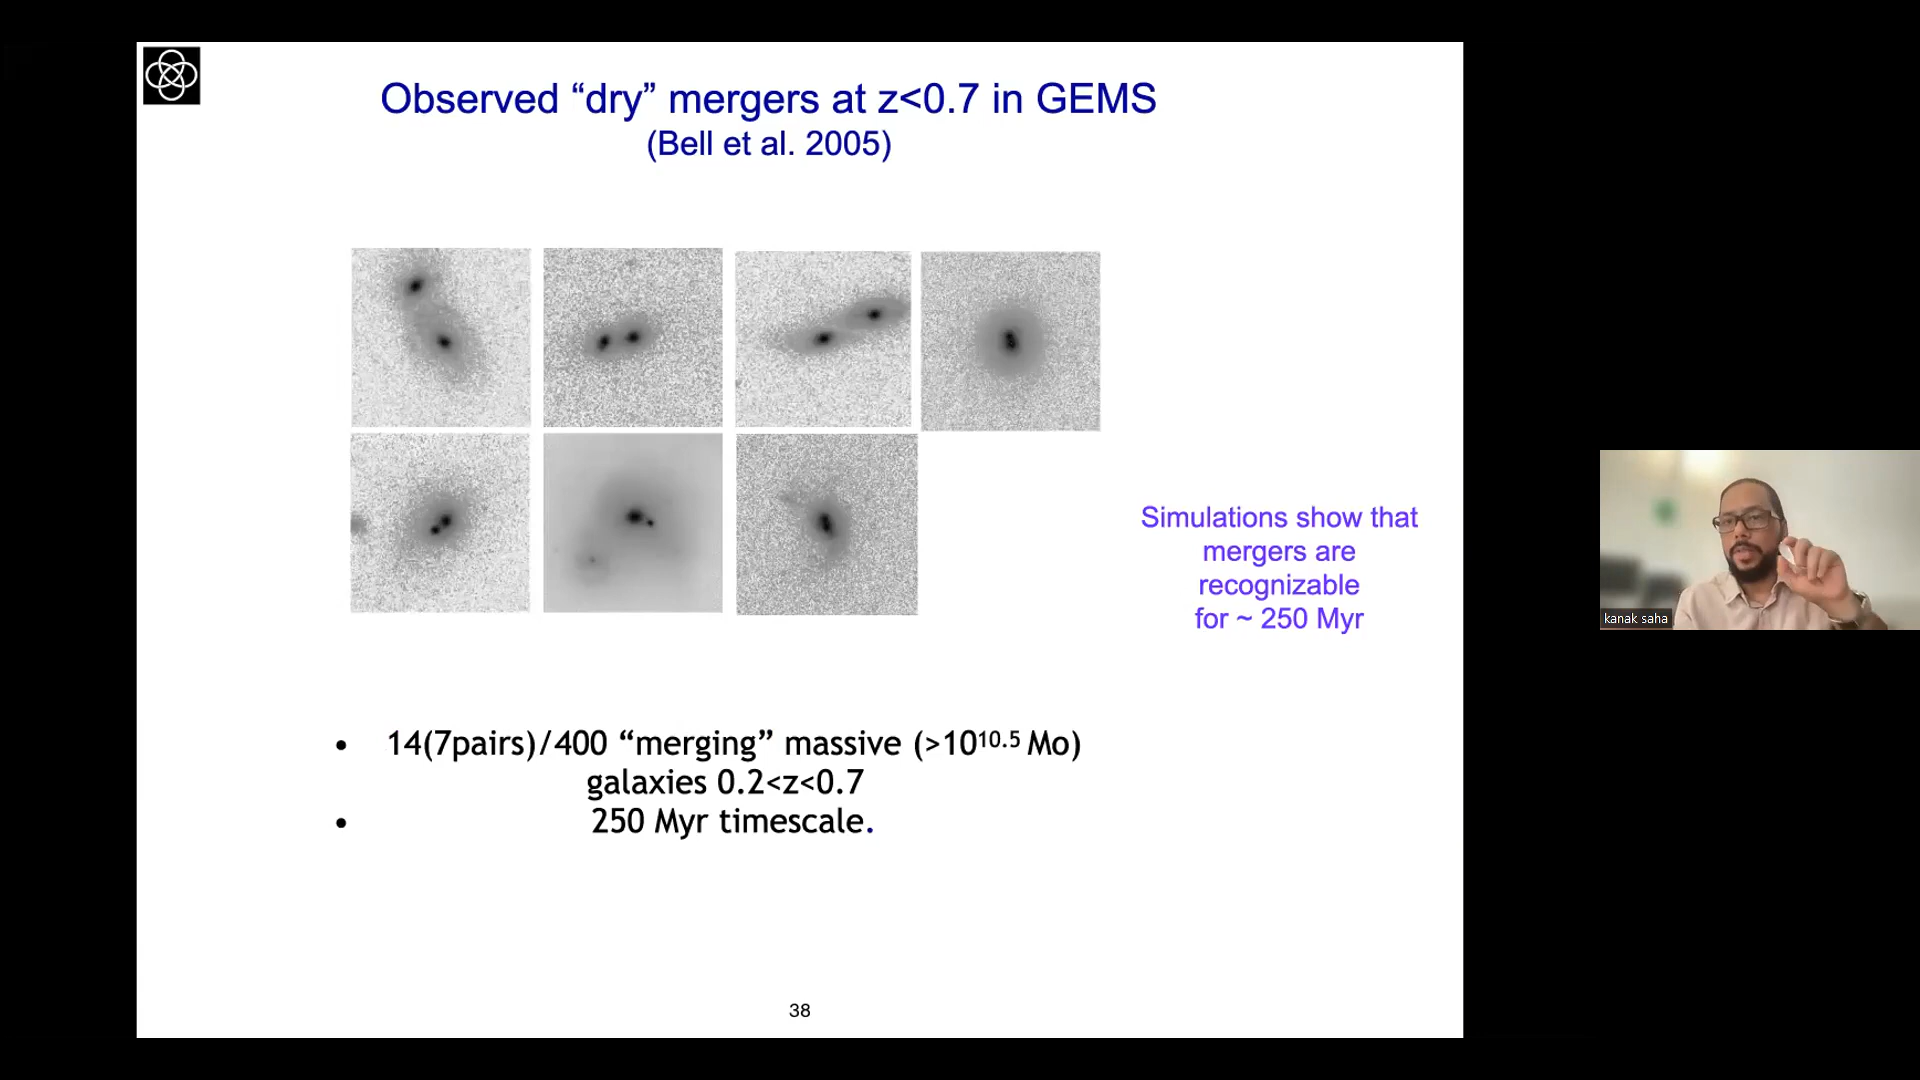 Observed “dry” mergers at z<0.7 in GEMS
(Bell et al. 2005)
Simulations show that
mergers are
recognizable
for ~ 250 Myr
kanak saha
• 14(7pairs)/400 “merging” massive (>10^10.5 Mo)
galaxies 0.2<z<0.7
• 250 Myr timescale.
38